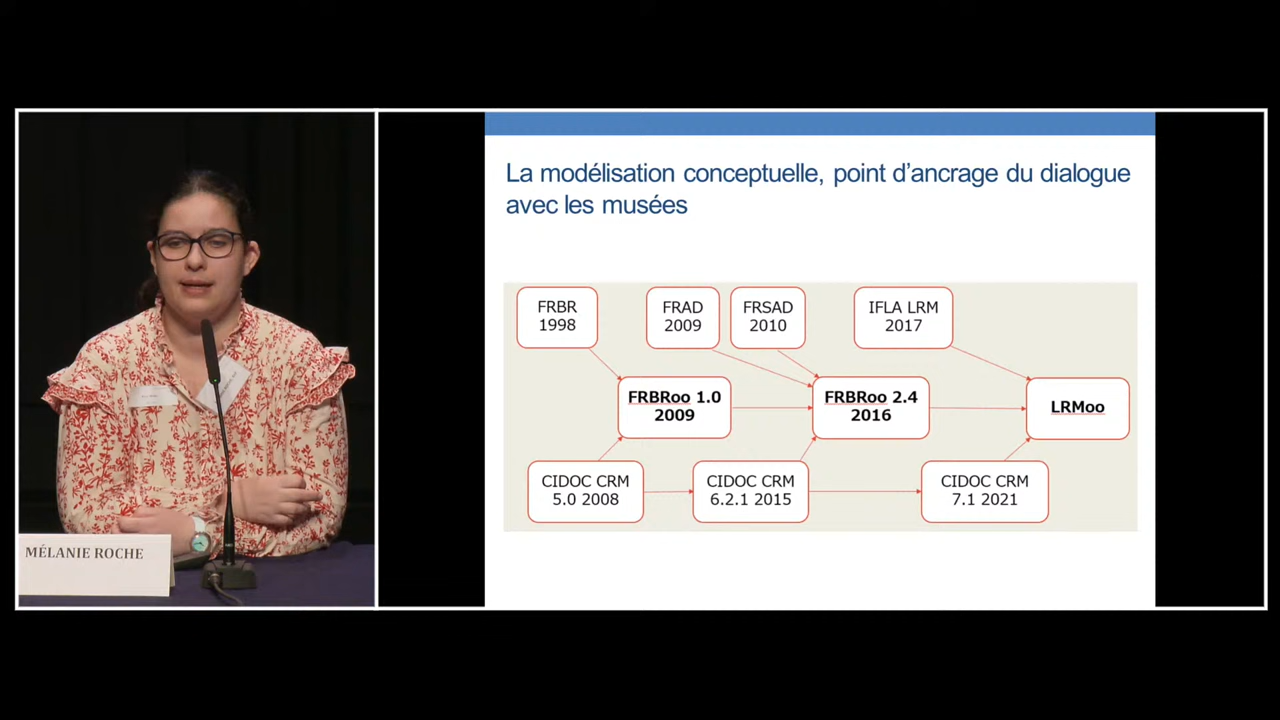 La modélisation conceptuelle, point d'ancrage du dialogue
avec les musées
FRBR
1998
FRAD
2009
FRSAD
2010
IFLA LRM
2017
FRBRoo 1.0
2009
FRBRoo 2.4
2016
LRMoo
CIDOC CRM
5.0 2008
CIDOC CRM
6.2.1 2015
CIDOC CRM
7.1 2021
MÉLANIE ROCHE